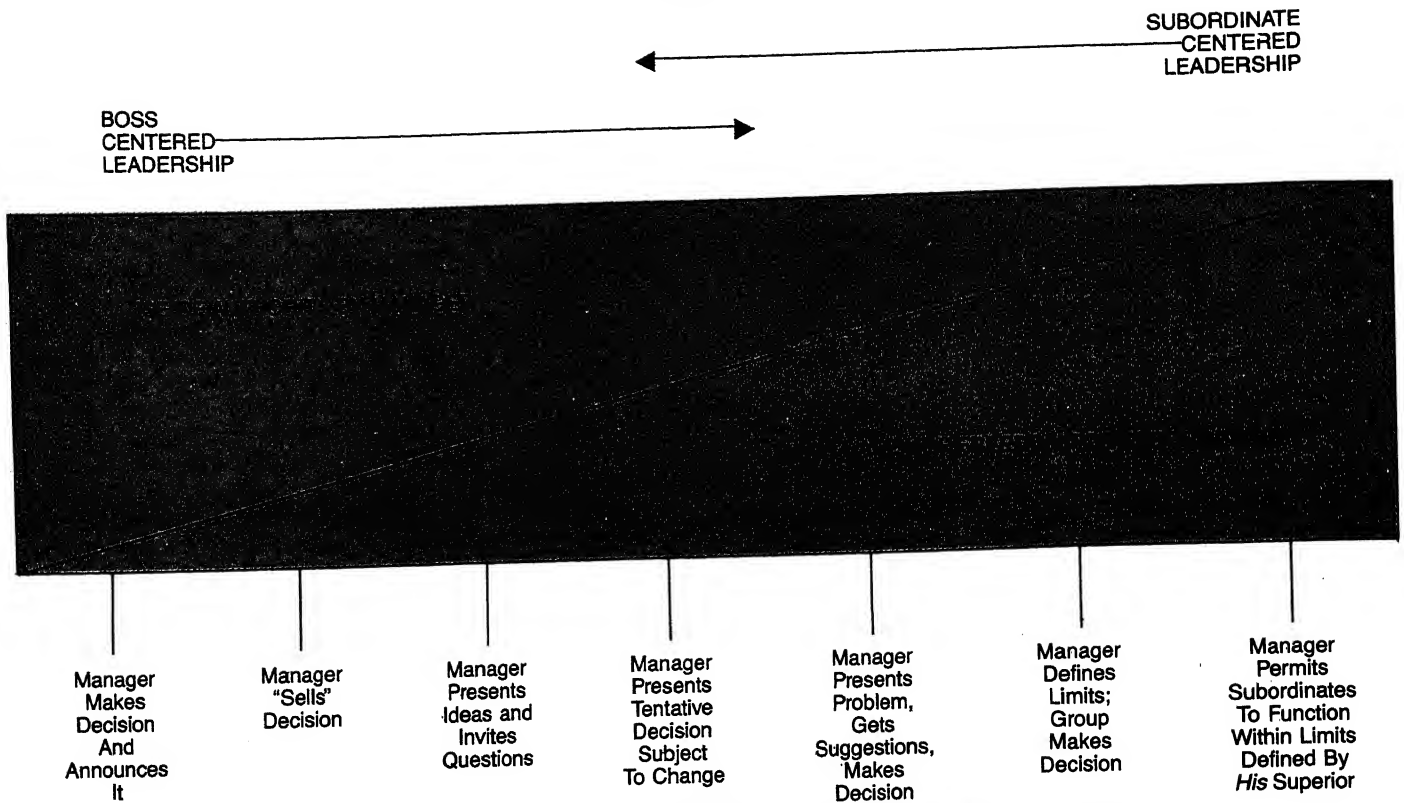 SUBORDINATE
CENTERED
LEADERSHIP
BOSS
CENTERED
LEADERSHIP
Manager
Makes
Decision
And
Announces
It
Manager
“Sells”
Decision
Manager
Presents
Ideas and
Invites
Questions
Manager
Presents
Tentative
Decision
Subject
To Change
Manager
Presents
Problem,
Gets
Suggestions,
Makes
Decision
Manager
Defines
Limits;
Group
Makes
Decision
Manager
Permits
Subordinates
To Function
Within Limits
Defined By
His Superior